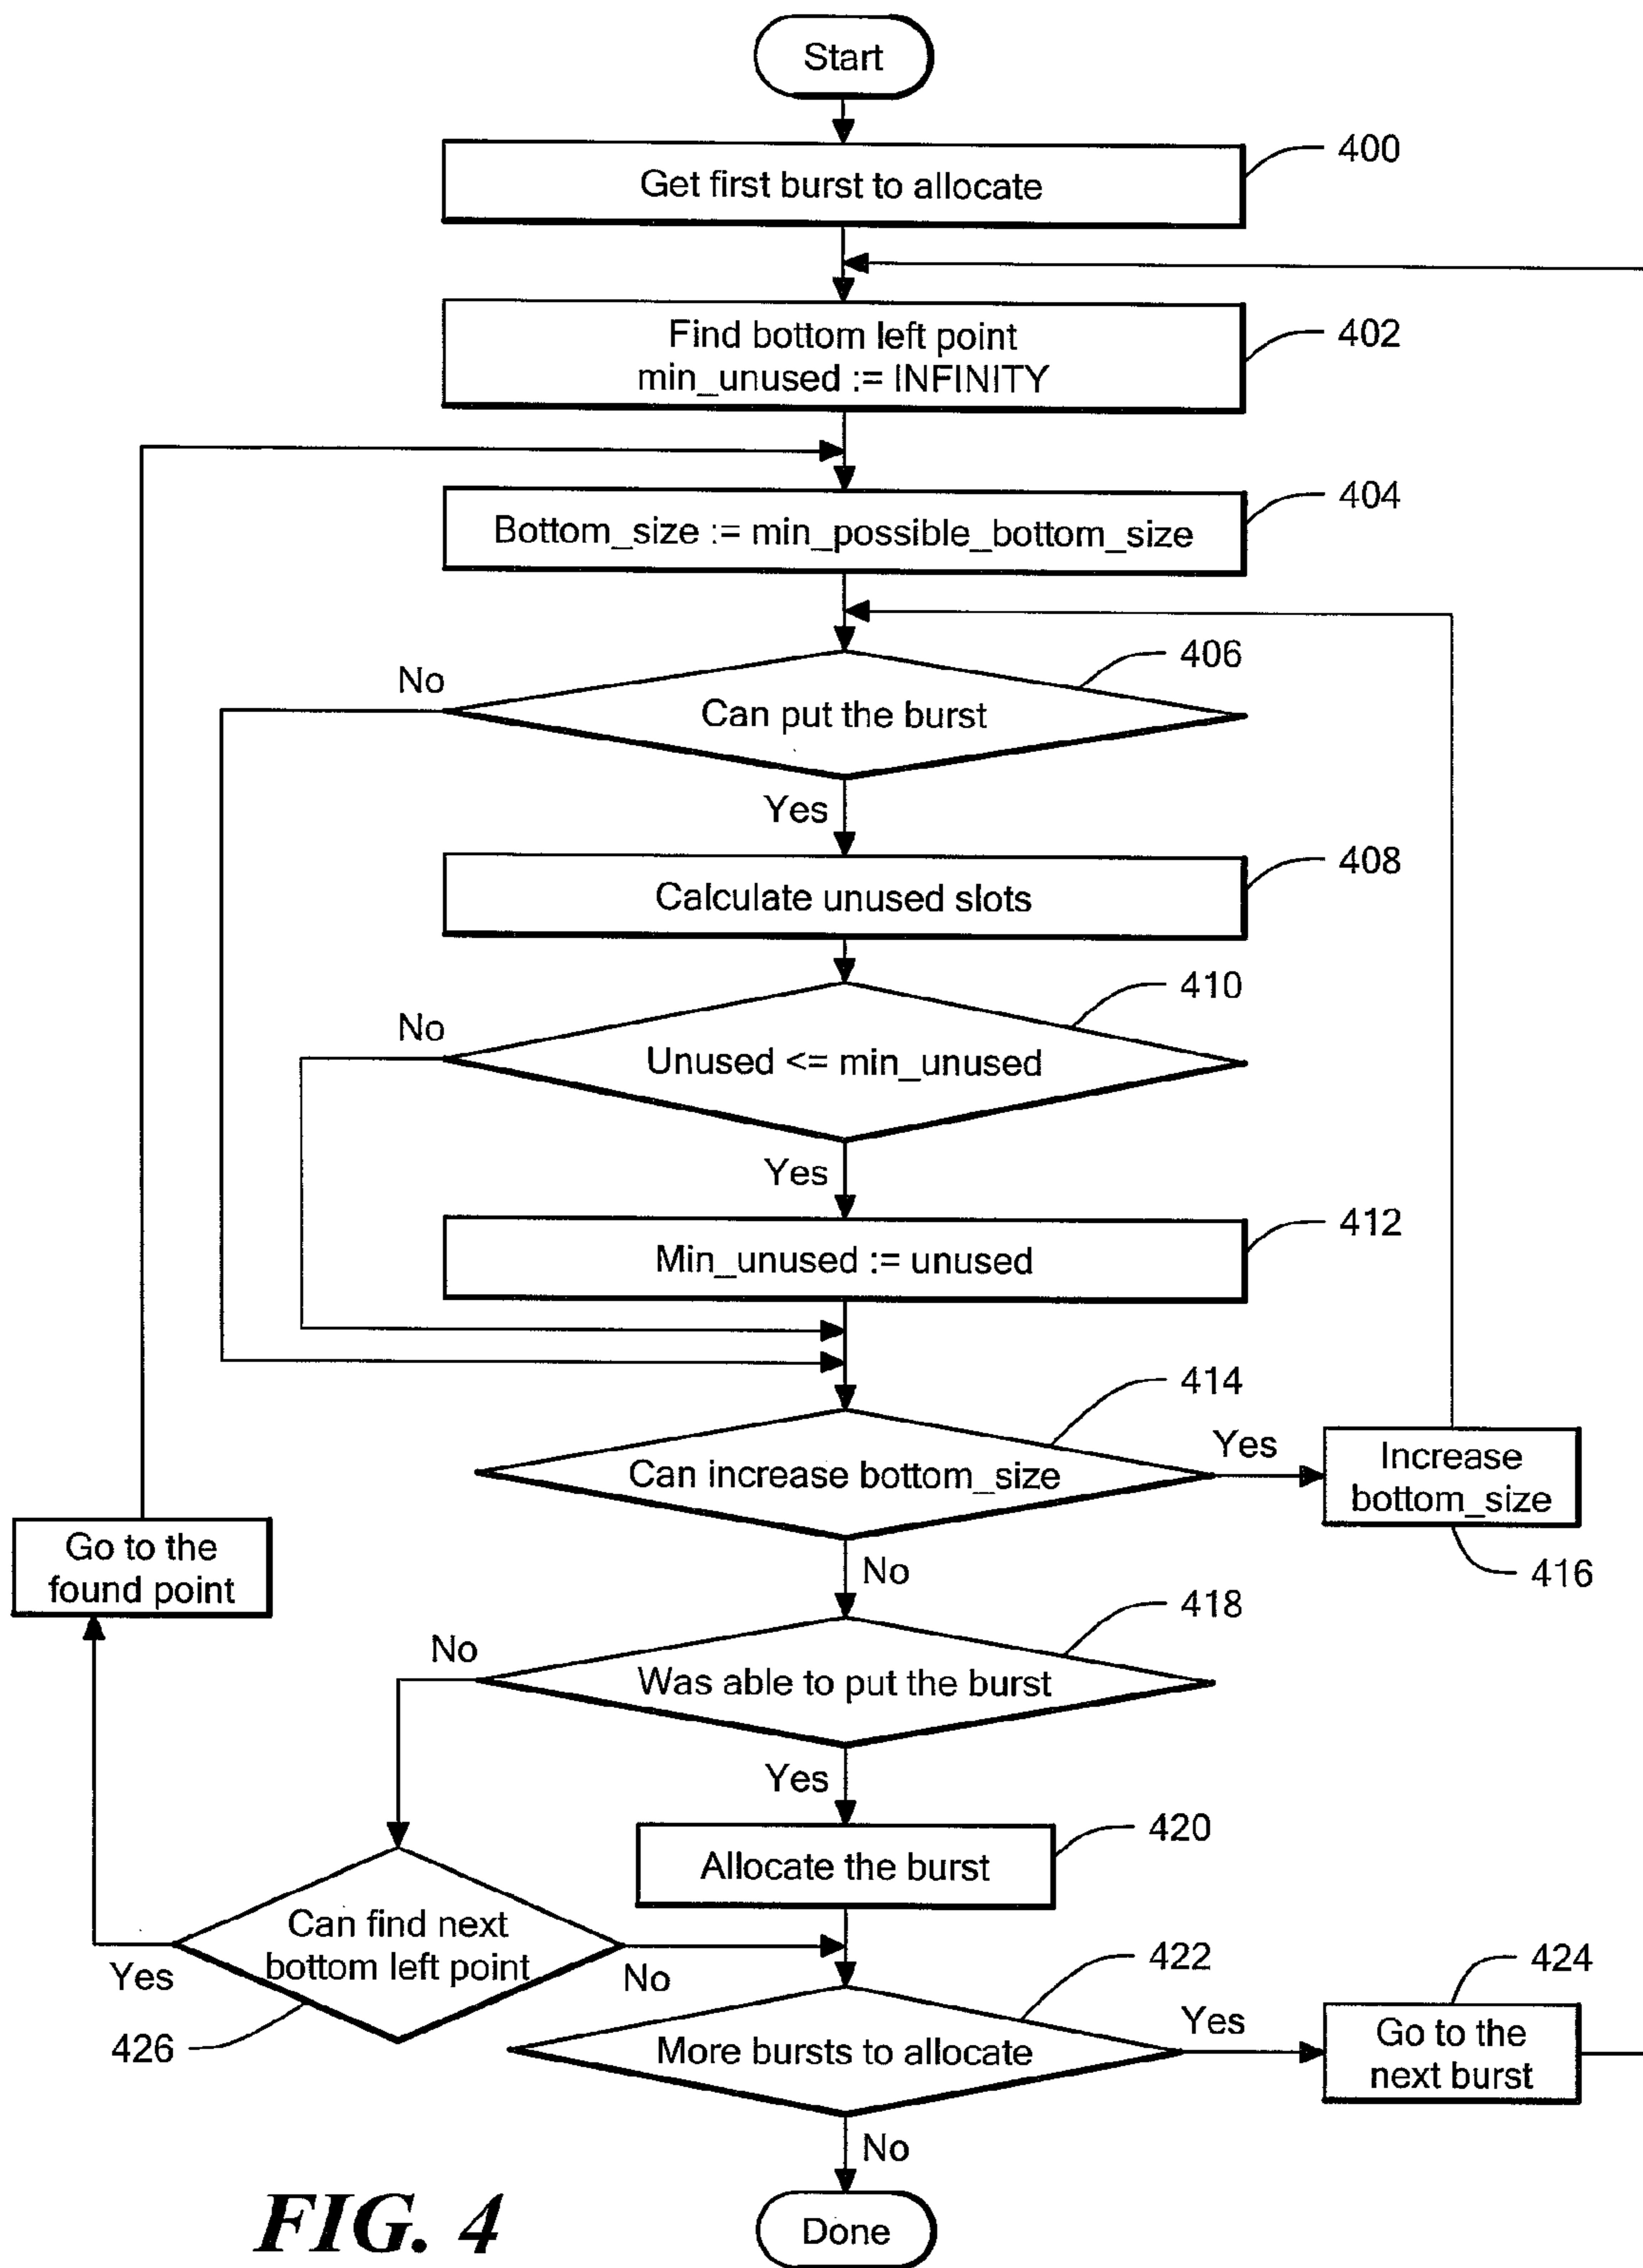 Start
Get first burst to allocate
400
Find bottom left point
min_unused := INFINITY
402
Bottom_size := min_possible_bottom_size
404
406
No
Can put the burst
Yes
Calculate unused slots
408
410
No
Unused <= min_unused
Yes
Min_unused := unused
412
414
Can increase bottom_size
Yes
Increase
bottom_size
416
No
Go to the
found point
418
No
Was able to put the burst
Yes
Allocate the burst
420
Can find next
bottom left point
Yes
No
426
422
More bursts to allocate
Yes
Go to the
next burst
424
No
Done
FIG. 4